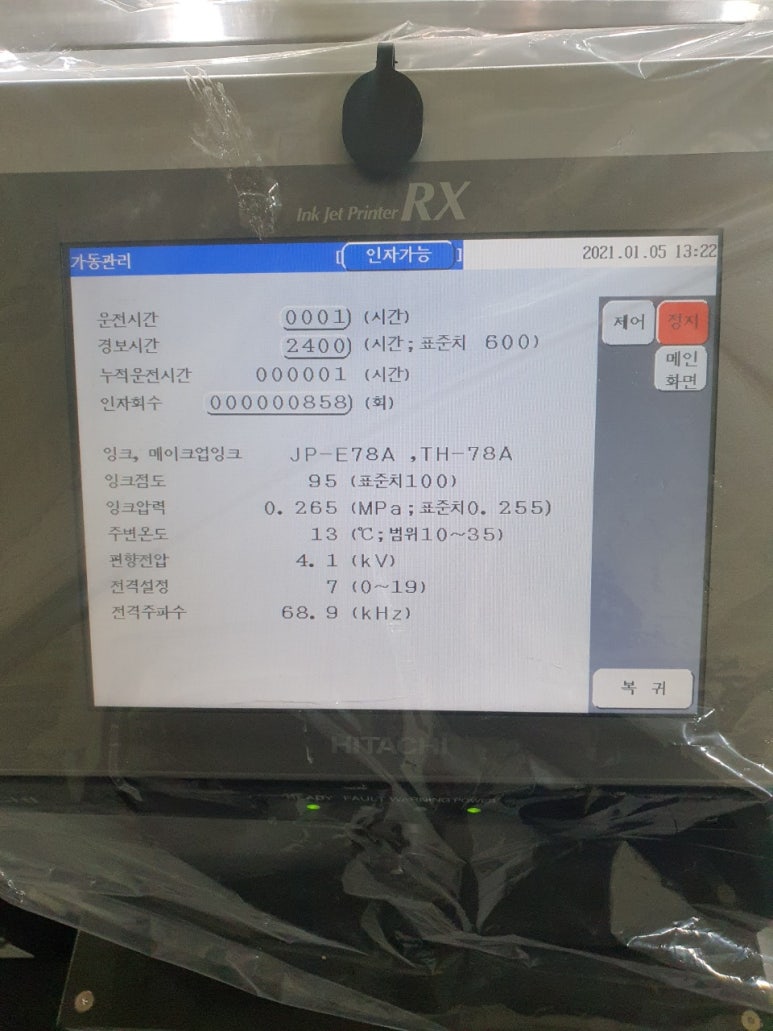 Ink Jet Printer RX
가동관리 [ 인자가능 ] 2021.01.05 13:22
운전시간 0001 (시간)
경보시간 2400 (시간;표준치 600)
누적운전시간 000001 (시간)
인자회수 000000858 (회)
제어 정지
메인
화면
잉크, 메이크업잉크 JP-E78A ,TH-78A
잉크점도 95 (표준치100)
잉크압력 0.265 (MPa;표준치0.255)
주변온도 13 (℃;범위10~35)
편향전압 4.1 (kV)
전격설정 7 (0~19)
전격주파수 68.9 (kHz)
복 귀
HITACHI
READY FAULT WARNING POWER